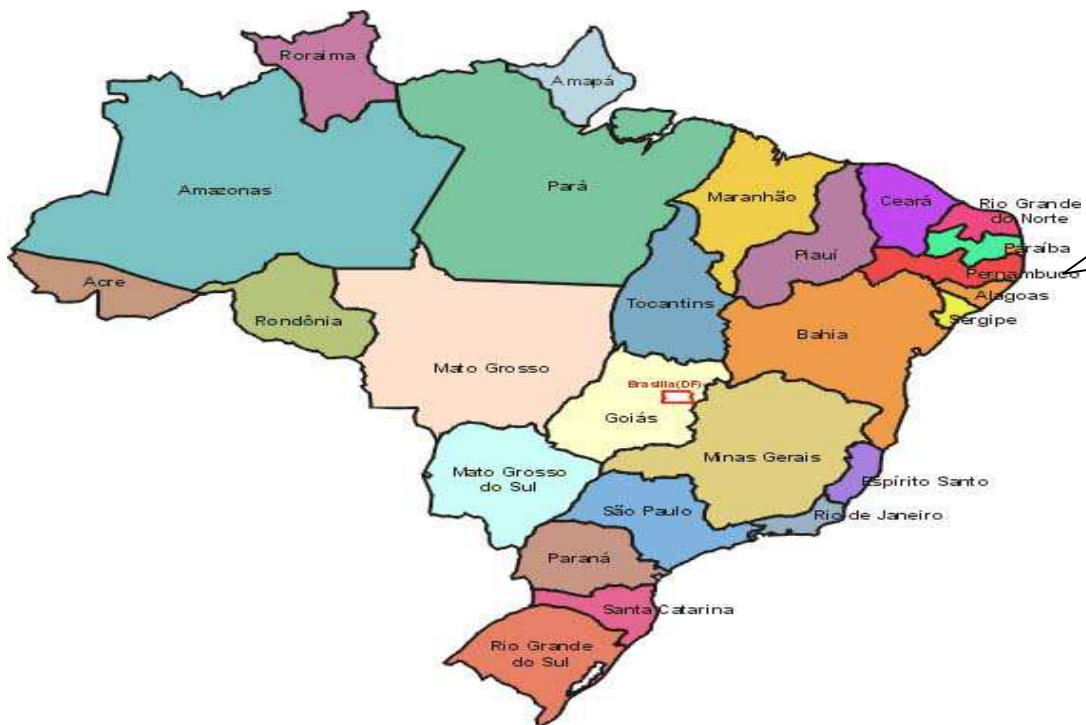 Roraima
Amapá
Amazonas
Pará
Maranhão
Ceará
Rio Grande
do Norte
Paraíba
Piauí
Pernambuco
Acre
Rondônia
Tocantins
Alagoas
Sergipe
Bahia
Mato Grosso
Brasília(DF)
Goiás
Minas Gerais
Mato Grosso
do Sul
Espírito Santo
São Paulo
Rio de Janeiro
Paraná
Santa Catarina
Rio Grande
do Sul